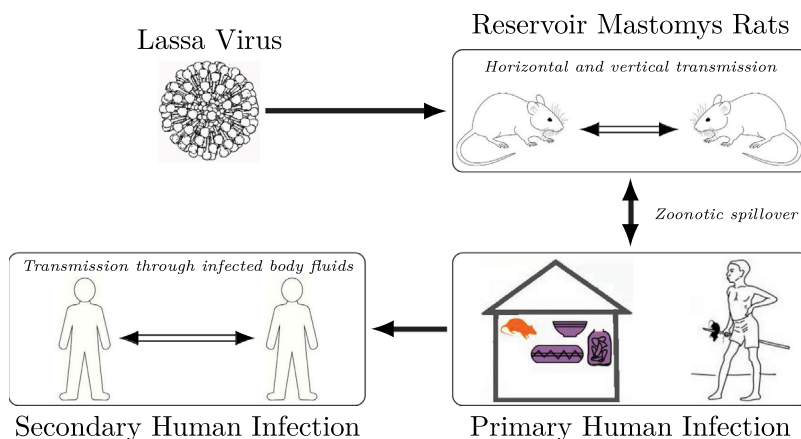 Lassa Virus
Reservoir Mastomys Rats
Horizontal and vertical transmission
Zoonotic spillover
Transmission through infected body fluids
Secondary Human Infection
Primary Human Infection